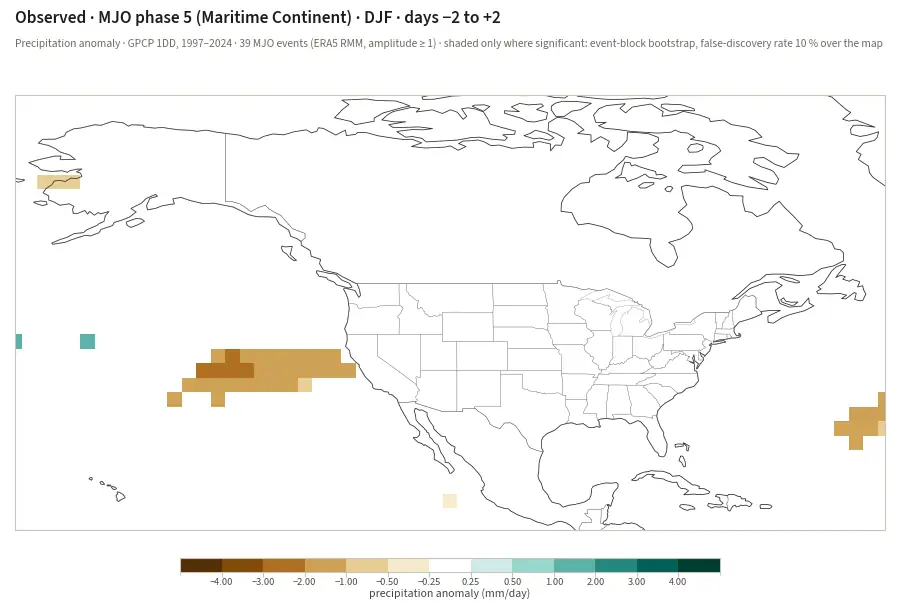 Observed · MJO phase 5 (Maritime Continent) · DJF · days −2 to +2
Precipitation anomaly · GPCP 1DD, 1997–2024 · 39 MJO events (ERA5 RMM, amplitude ≥ 1) · shaded only where significant: event-block bootstrap, false-discovery rate 10 % over the map
−4.00 −3.00 −2.00 −1.00 −0.50 −0.25 0.25 0.50 1.00 2.00 3.00 4.00
precipitation anomaly (mm/day)